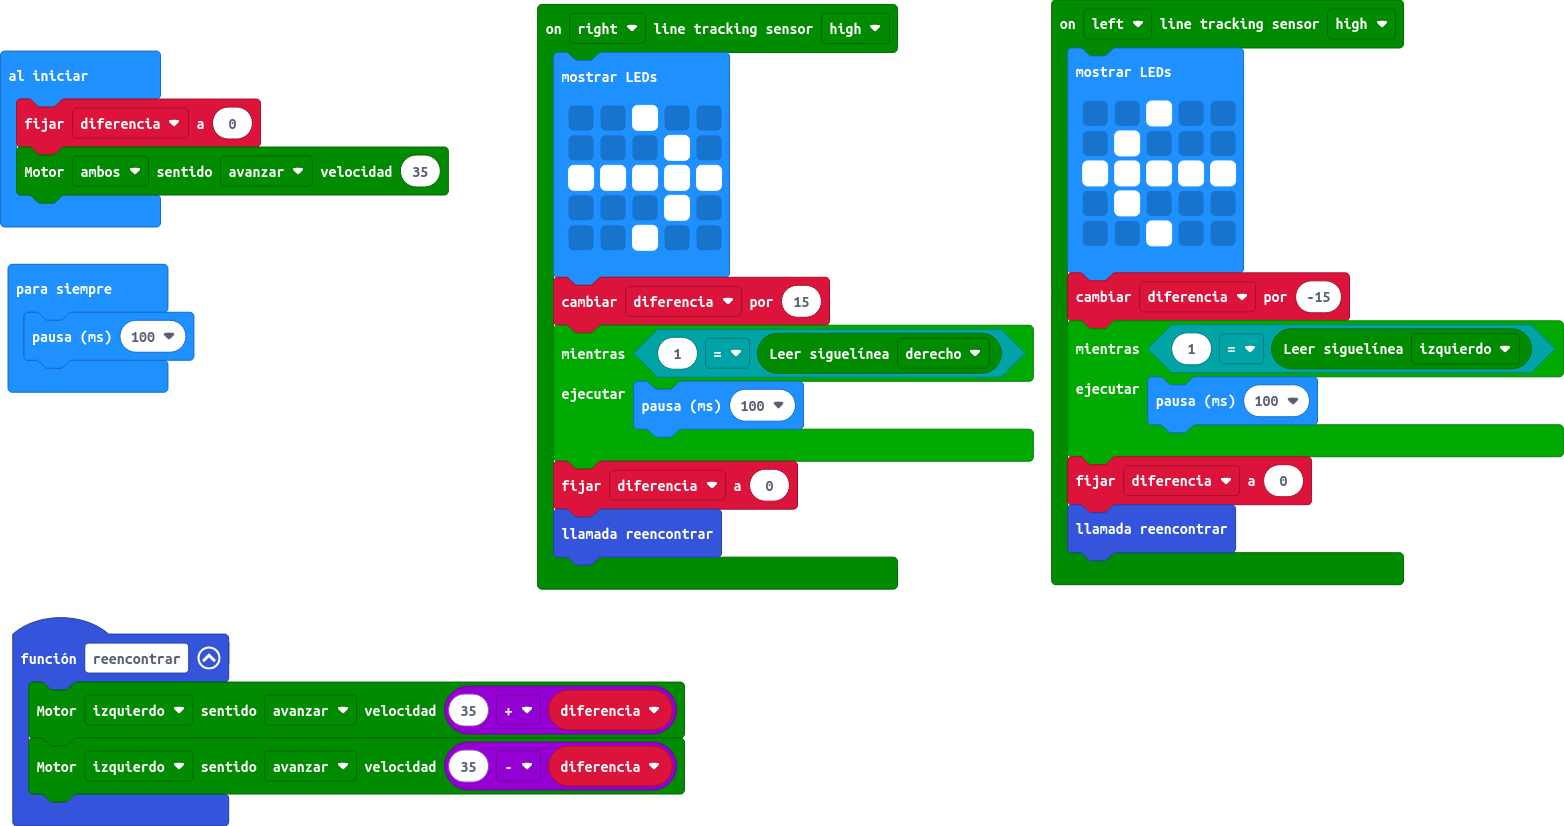 al iniciar
fijar diferencia a 0
Motor ambos sentido avanzar velocidad 35
para siempre
pausa (ms) 100
on right line tracking sensor high
mostrar LEDs
cambiar diferencia por 15
mientras 1 = Leer siguelínea derecho
ejecutar pausa (ms) 100
fijar diferencia a 0
llamada reencontrar
on left line tracking sensor high
mostrar LEDs
cambiar diferencia por -15
mientras 1 = Leer siguelínea izquierdo
ejecutar pausa (ms) 100
fijar diferencia a 0
llamada reencontrar
función reencontrar
Motor izquierdo sentido avanzar velocidad 35 + diferencia
Motor izquierdo sentido avanzar velocidad 35 - diferencia